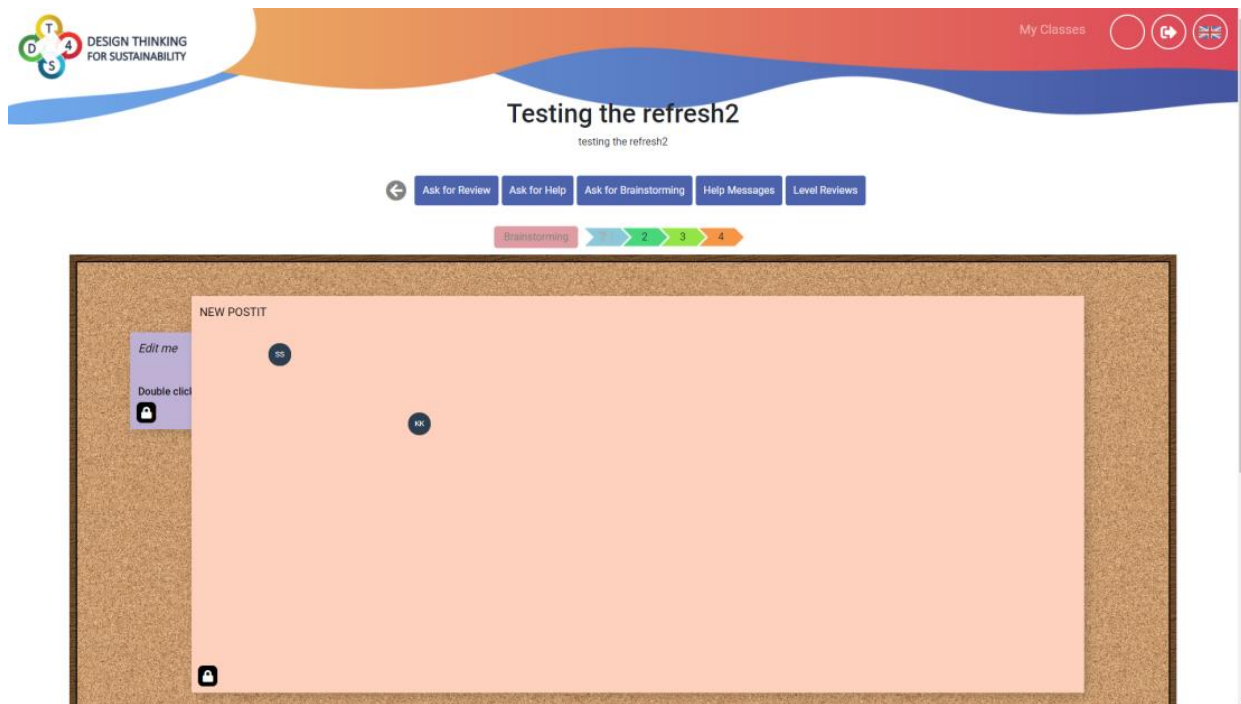 T
D 4
S
DESIGN THINKING
FOR SUSTAINABILITY
My Classes
Testing the refresh2
testing the refresh2
Ask for Review Ask for Help Ask for Brainstorming Help Messages Level Reviews
Brainstorming 2 3 4
NEW POSTIT
Edit me
SS
Double click
KK